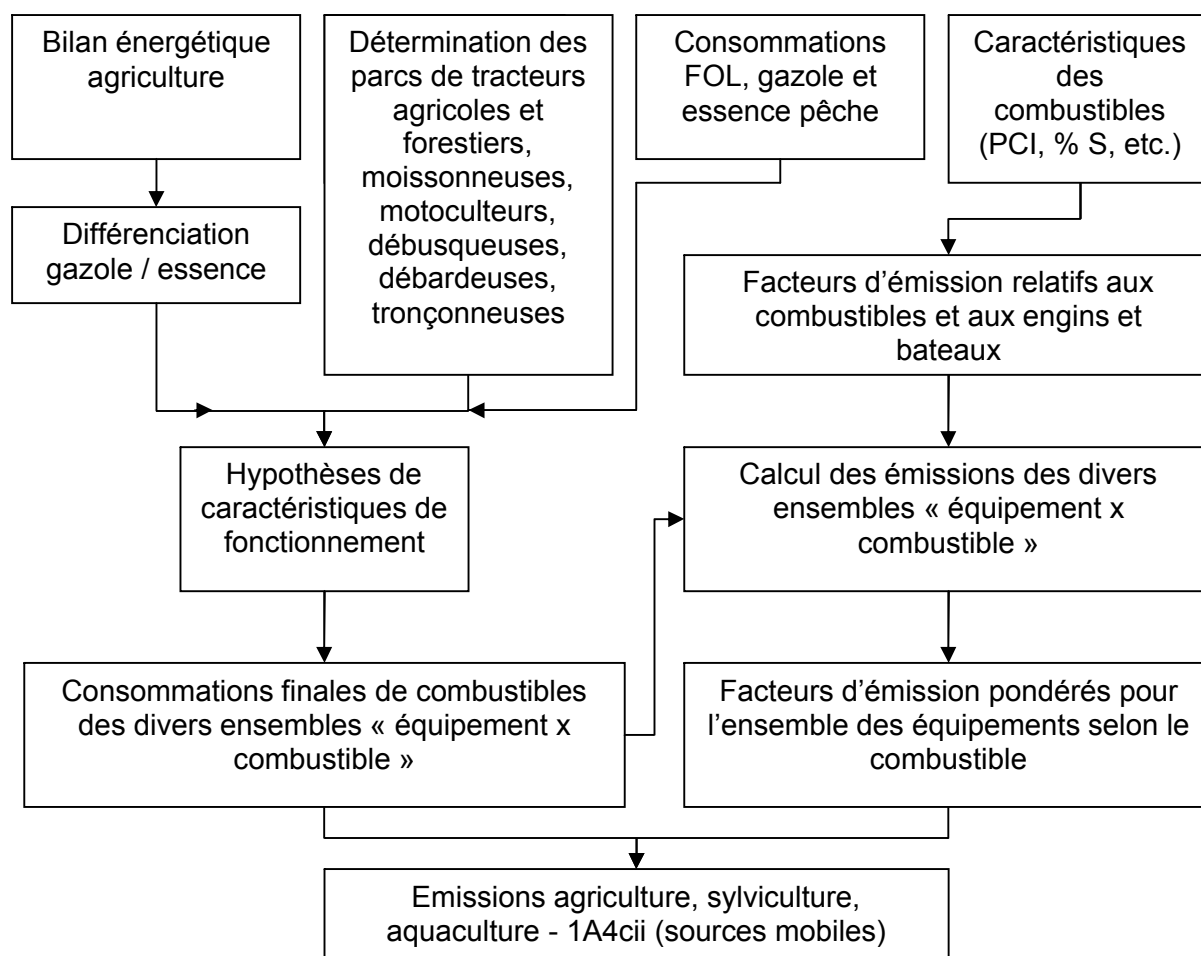 Bilan énergétique
agriculture
Détermination des
parcs de tracteurs
agricoles et
forestiers,
moissonneuses,
motoculteurs,
débusqueuses,
débardeuses,
tronçonneuses
Consommations
FOL, gazole et
essence pêche
Caractéristiques
des
combustibles
(PCI, % S, etc.)
Différenciation
gazole / essence
Facteurs d'émission relatifs aux
combustibles et aux engins et
bateaux
Hypothèses de
caractéristiques de
fonctionnement
Calcul des émissions des divers
ensembles « équipement x
combustible »
Consommations finales de combustibles
des divers ensembles « équipement x
combustible »
Facteurs d'émission pondérés pour
l'ensemble des équipements selon le
combustible
Emissions agriculture, sylviculture,
aquaculture - 1A4cii (sources mobiles)